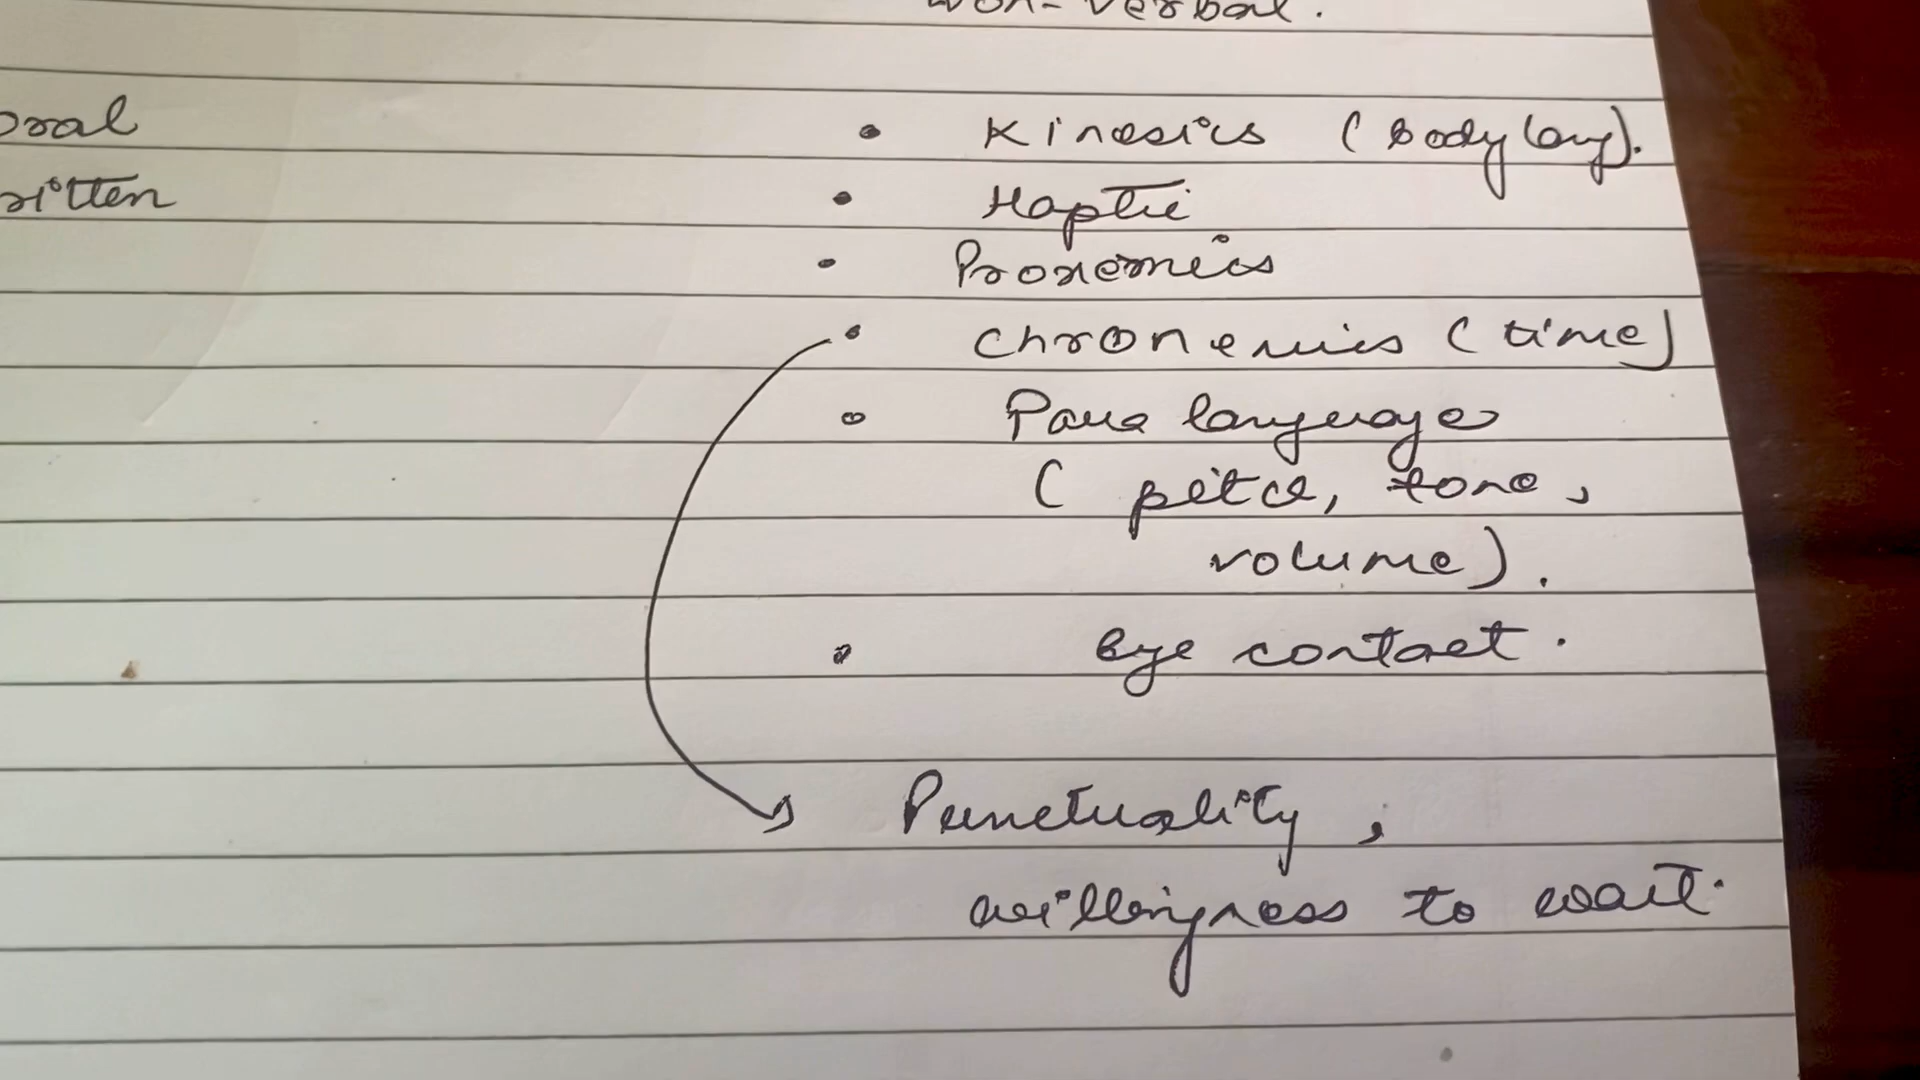 Non-Verbal.
oral
ritten
• Kinesics (body lang).
• Haptic
• Proxemics
• Chronemics (time)
• Para language
( pitch, tone,
volume).
• Eye contact.
Punctuality,
willingness to wait.